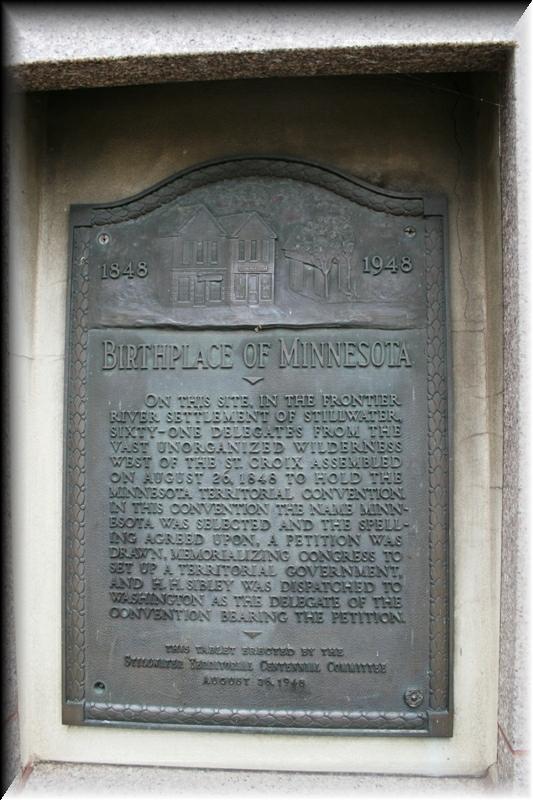 1848
1948
BIRTHPLACE OF MINNESOTA
ON THIS SITE, IN THE FRONTIER
RIVER SETTLEMENT OF STILLWATER,
SIXTY-ONE DELEGATES FROM THE
VAST UNORGANIZED WILDERNESS
WEST OF THE ST. CROIX ASSEMBLED
ON AUGUST 26, 1848 TO HOLD THE
MINNESOTA TERRITORIAL CONVENTION.
IN THIS CONVENTION THE NAME MINN-
ESOTA WAS SELECTED AND THE SPELL-
ING AGREED UPON, A PETITION WAS
DRAWN, MEMORIALIZING CONGRESS TO
SET UP A TERRITORIAL GOVERNMENT,
AND H. H. SIBLEY WAS DISPATCHED TO
WASHINGTON AS THE DELEGATE OF THE
CONVENTION BEARING THE PETITION.
THIS TABLET ERECTED BY THE
STILLWATER TERRITORIAL CENTENNIAL COMMITTEE
AUGUST 26, 1948